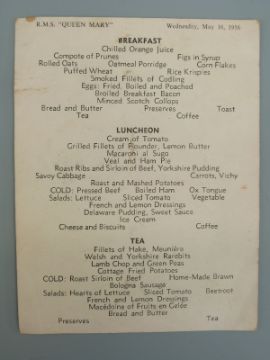 R.M.S. "QUEEN MARY" Wednesday, May 16, 1956
BREAKFAST
Chilled Orange Juice
Compote of Prunes Figs in Syrup
Rolled Oats Oatmeal Porridge Corn Flakes
Puffed Wheat Rice Krispies
Smoked Fillets of Codling
Eggs: Fried, Boiled and Poached
Broiled Breakfast Bacon
Minced Scotch Collops
Bread and Butter Preserves Toast
Tea Coffee
LUNCHEON
Cream of Tomato
Grilled Fillets of Flounder, Lemon Butter
Macaroni al Sugo
Veal and Ham Pie
Roast Ribs and Sirloin of Beef, Yorkshire Pudding
Savoy Cabbage Carrots, Vichy
Roast and Mashed Potatoes
COLD: Pressed Beef Boiled Ham Ox Tongue
Salads: Lettuce Sliced Tomato Vegetable
French and Lemon Dressings
Delaware Pudding, Sweet Sauce
Ice Cream
Cheese and Biscuits Coffee
TEA
Fillets of Hake, Meunière
Welsh and Yorkshire Rarebits
Lamb Chop and Green Peas
Cottage Fried Potatoes
COLD: Roast Sirloin of Beef Home-Made Brawn
Bologna Sausage
Salads: Hearts of Lettuce Sliced Tomato Beetroot
French and Lemon Dressings
Macédoine of Fruits en Gelée
Bread and Butter
Preserves Tea